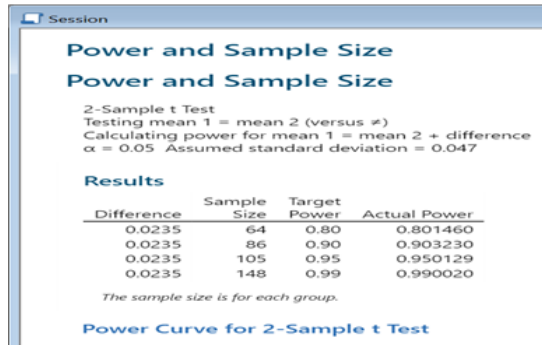 Session
Power and Sample Size
Power and Sample Size
2-Sample t Test
Testing mean 1 = mean 2 (versus ≠)
Calculating power for mean 1 = mean 2 + difference
α = 0.05 Assumed standard deviation = 0.047
Results
Sample Target
Difference Size Power Actual Power
0.0235 64 0.80 0.801460
0.0235 86 0.90 0.903230
0.0235 105 0.95 0.950129
0.0235 148 0.99 0.990020
The sample size is for each group.
Power Curve for 2-Sample t Test